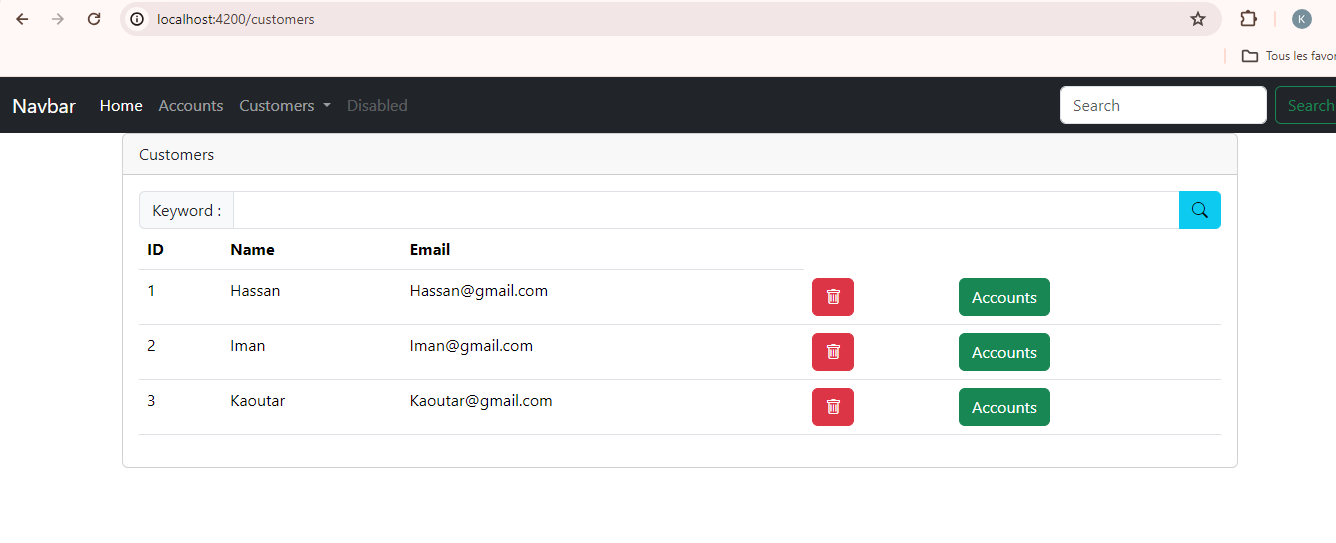 localhost:4200/customers
K
Tous les favor
Navbar Home Accounts Customers Disabled Search Search
Customers
Keyword :
ID Name Email
1 Hassan Hassan@gmail.com Accounts
2 Iman Iman@gmail.com Accounts
3 Kaoutar Kaoutar@gmail.com Accounts